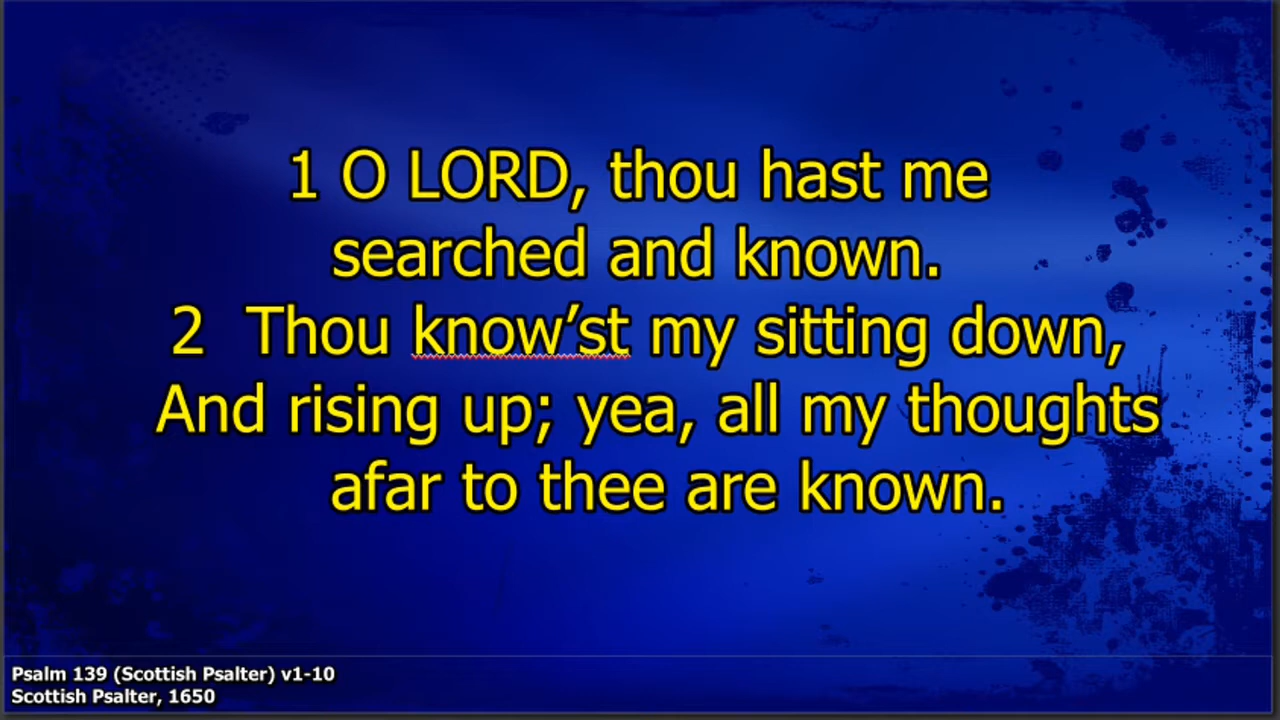 1 O LORD, thou hast me
searched and known.
2 Thou know’st my sitting down,
And rising up; yea, all my thoughts
afar to thee are known.
Psalm 139 (Scottish Psalter) v1-10
Scottish Psalter, 1650